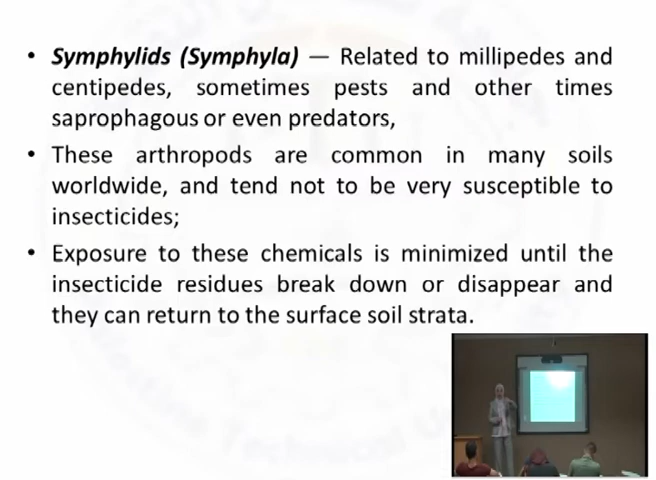 • Symphylids (Symphyla) — Related to millipedes and
centipedes, sometimes pests and other times
saprophagous or even predators,
• These arthropods are common in many soils
worldwide, and tend not to be very susceptible to
insecticides;
• Exposure to these chemicals is minimized until the
insecticide residues break down or disappear and
they can return to the surface soil strata.